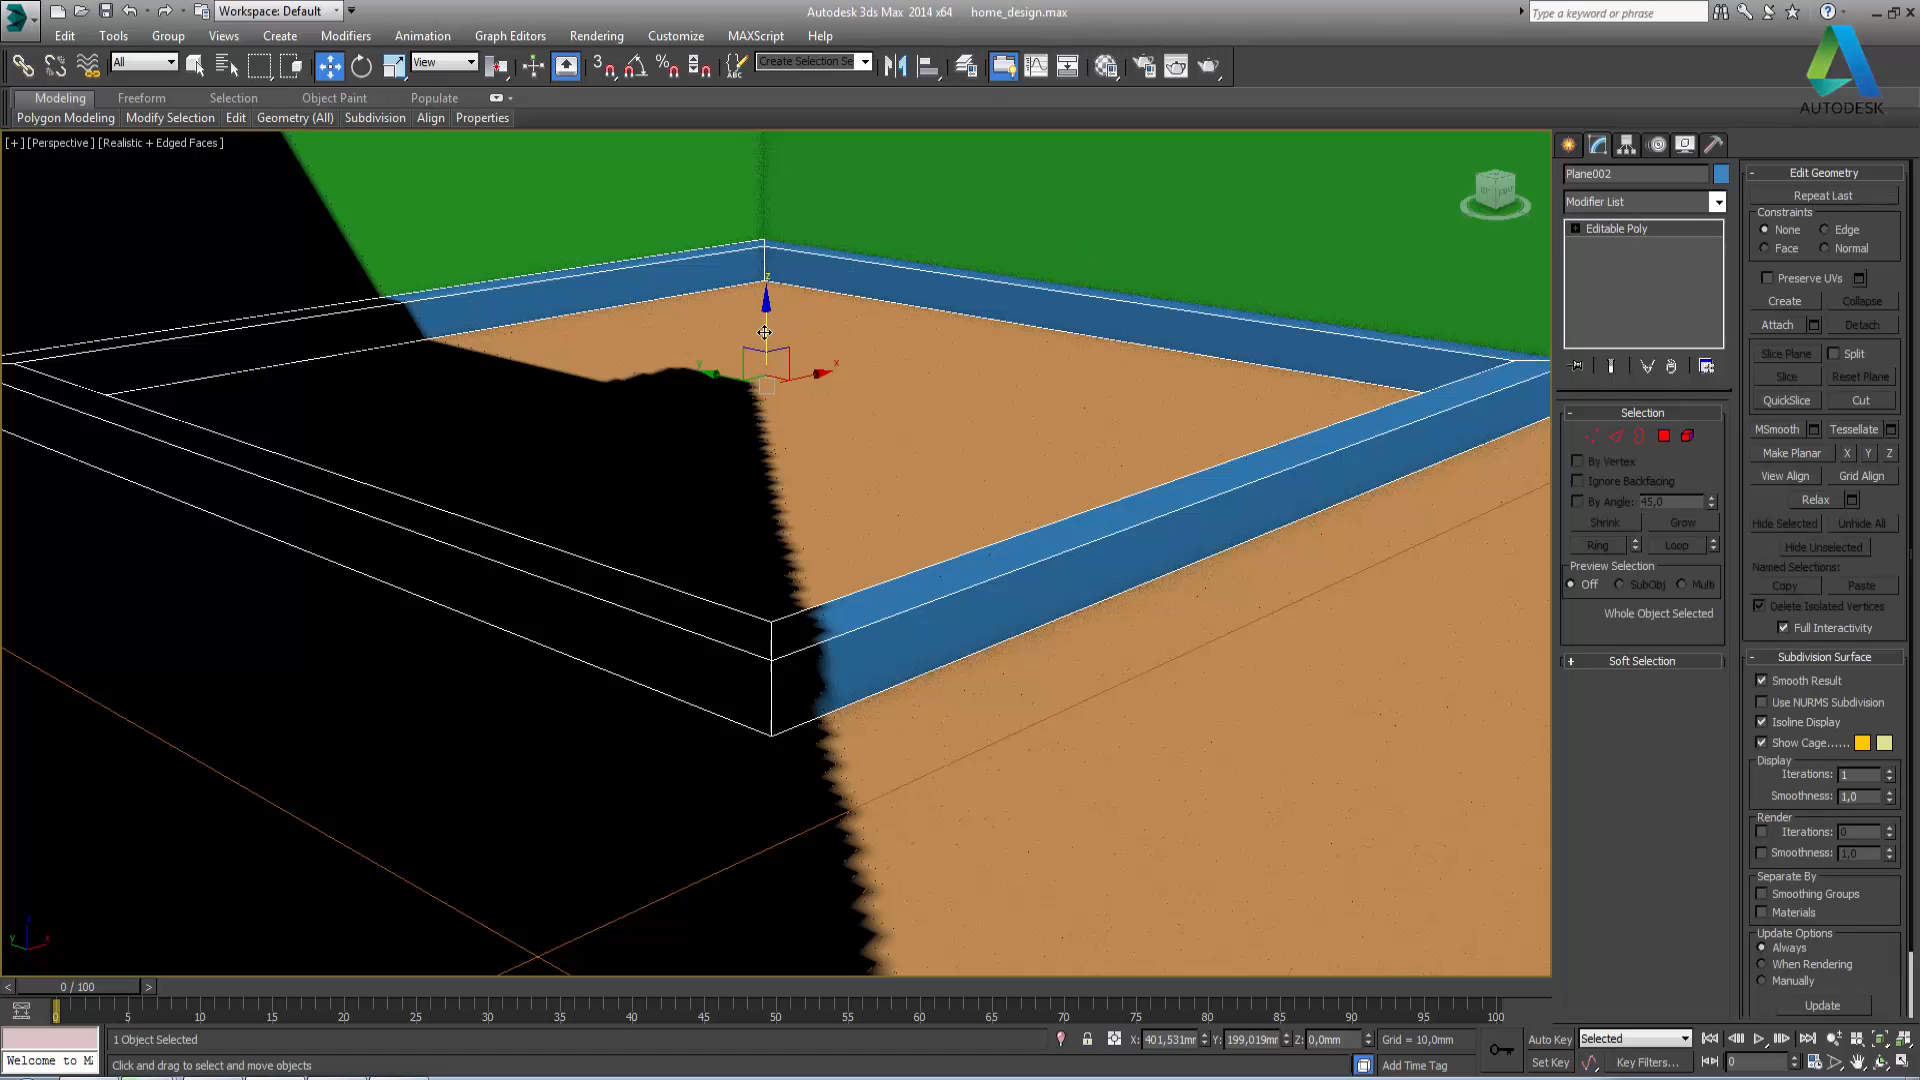 Workspace: Default
Autodesk 3ds Max 2014 x64 home_design.max
Type a keyword or phrase
Edit Tools Group Views Create Modifiers Animation Graph Editors Rendering Customize MAXScript Help
All View Create Selection Se
AUTODESK
Modeling Freeform Selection Object Paint Populate
Polygon Modeling Modify Selection Edit Geometry (All) Subdivision Align Properties
[+] [Perspective] [Realistic + Edged Faces]
Plane002
Modifier List
Editable Poly
Selection
By Vertex
Ignore Backfacing
By Angle: 45,0
Shrink Grow
Ring Loop
Preview Selection
Off SubObj Multi
Whole Object Selected
Soft Selection
Edit Geometry
Repeat Last
Constraints
None Edge
Face Normal
Preserve UVs
Create Collapse
Attach Detach
Slice Plane Split
Slice Reset Plane
QuickSlice Cut
MSmooth Tessellate
Make Planar X Y Z
View Align Grid Align
Relax
Hide Selected Unhide All
Hide Unselected
Named Selections:
Copy Paste
Delete Isolated Vertices
Full Interactivity
Subdivision Surface
Smooth Result
Use NURMS Subdivision
Isoline Display
Show Cage......
Display
Iterations: 1
Smoothness: 1,0
Render
Iterations: 0
Smoothness: 1,0
Separate By
Smoothing Groups
Materials
Update Options
Always
When Rendering
Manually
Update
z
y x
z
y x
< 0 / 100 >
0 5 10 15 20 25 30 35 40 45 50 55 60 65 70 75 80 85 90 95 100
1 Object Selected X: 401,531mm Y: 199,019mm Z: 0,0mm Grid = 10,0mm Auto Key Selected
Welcome to M Click and drag to select and move objects Add Time Tag Set Key Key Filters... 0